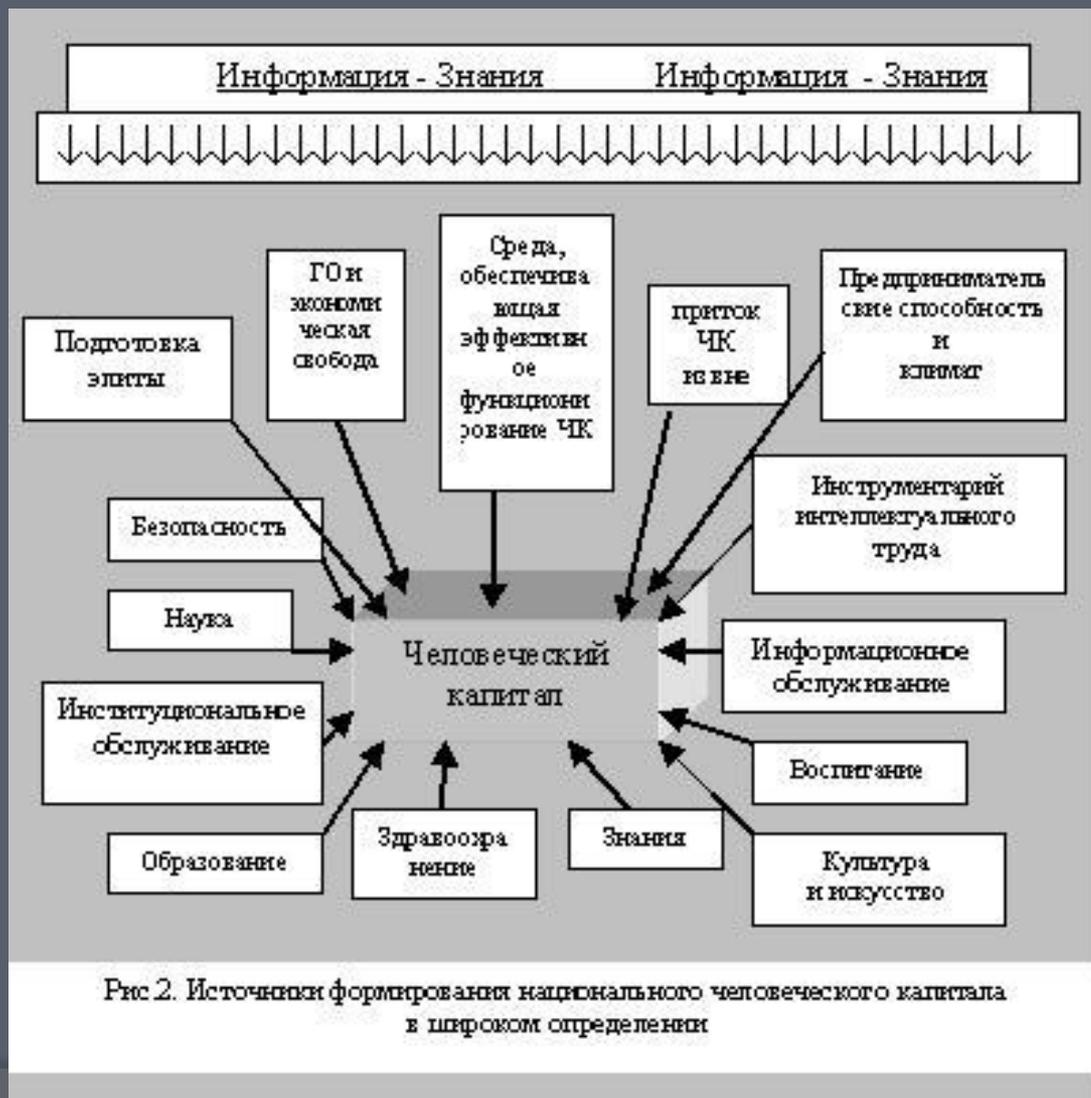 Информация - Знания Информация - Знания
ГО и
экономи
ческая
свобода
Среда,
обеспечива
ющая
эффективн
ое
функциони
рование ЧК
приток
ЧК
из вне
Предприниматель
ские способность
и
климат
Подготовка
элиты
Инструментарий
интеллектуального
труда
Безопасность
Наука
Человеческий
капитал
Информационное
обслуживание
Институциональное
обслуживание
Воспитание
Образование
Здравоохра
нение
Знания
Культура
и искусство
Рис.2. Источники формирования национального человеческого капитала
в широком определении